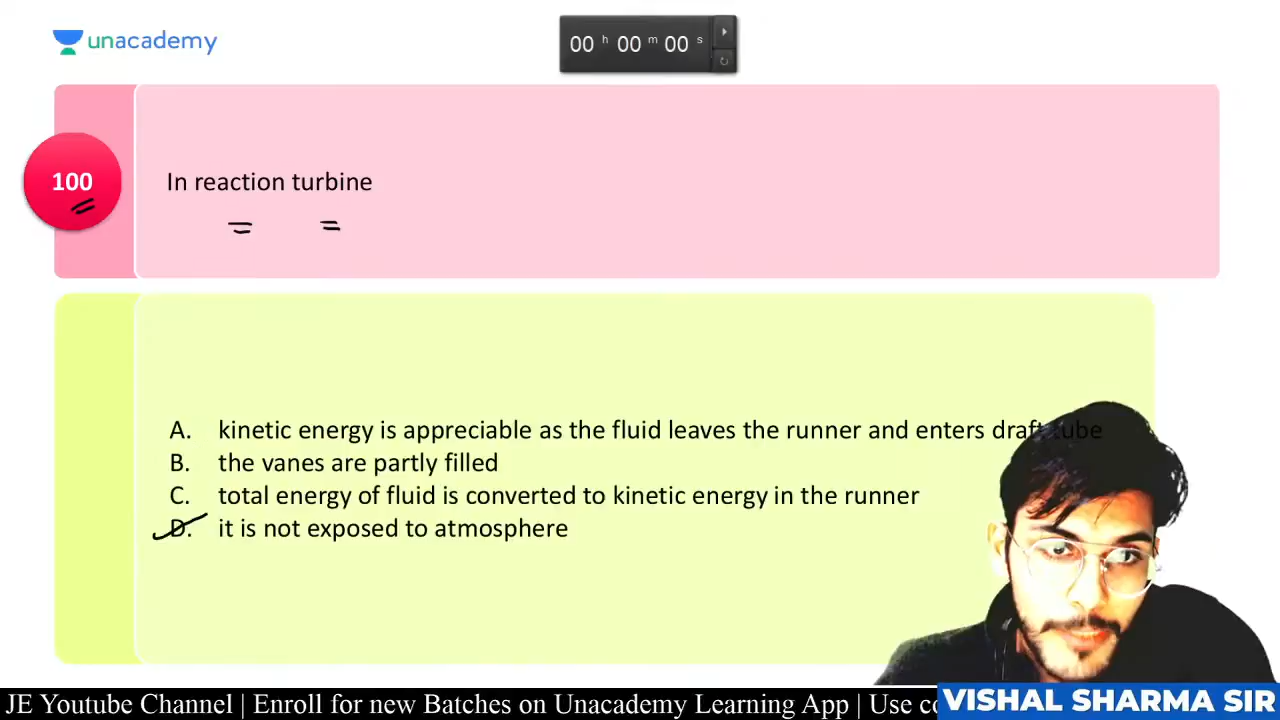 unacademy
00 h 00 m 00 s
100
In reaction turbine
A. kinetic energy is appreciable as the fluid leaves the runner and enters draft tube
B. the vanes are partly filled
C. total energy of fluid is converted to kinetic energy in the runner
D. it is not exposed to atmosphere
JE Youtube Channel | Enroll for new Batches on Unacademy Learning App | Use
VISHAL SHARMA SIR